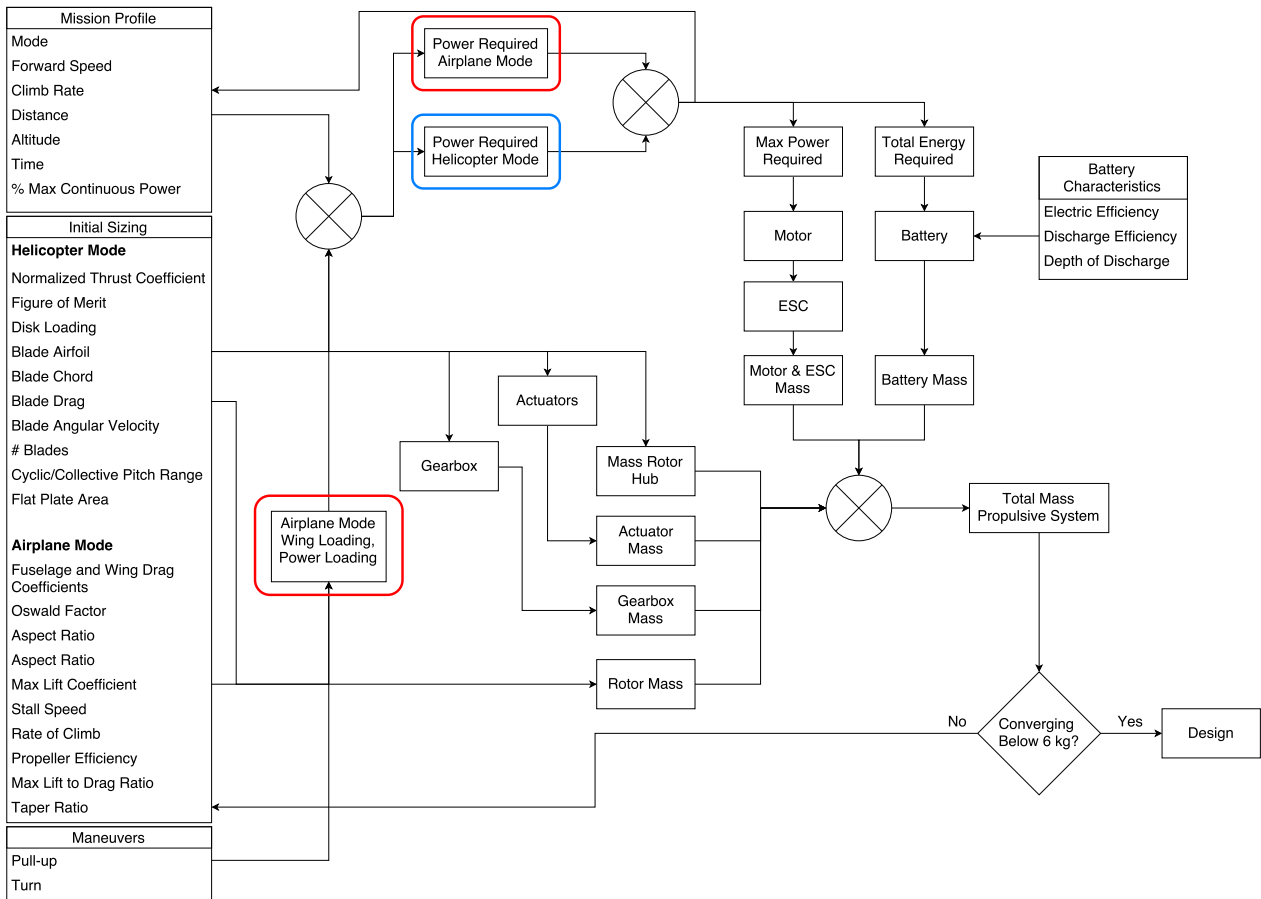 Mission Profile
Mode
Forward Speed
Climb Rate
Distance
Altitude
Time
% Max Continuous Power
Initial Sizing
Helicopter Mode
Normalized Thrust Coefficient
Figure of Merit
Disk Loading
Blade Airfoil
Blade Chord
Blade Drag
Blade Angular Velocity
# Blades
Cyclic/Collective Pitch Range
Flat Plate Area
Airplane Mode
Fuselage and Wing Drag
Coefficients
Oswald Factor
Aspect Ratio
Aspect Ratio
Max Lift Coefficient
Stall Speed
Rate of Climb
Propeller Efficiency
Max Lift to Drag Ratio
Taper Ratio
Maneuvers
Pull-up
Turn
Airplane Mode
Wing Loading,
Power Loading
Power Required
Airplane Mode
Power Required
Helicopter Mode
Gearbox
Actuators
Mass Rotor
Hub
Actuator
Mass
Gearbox
Mass
Rotor Mass
Max Power
Required
Motor
ESC
Motor & ESC
Mass
Total Energy
Required
Battery
Battery Mass
Battery
Characteristics
Electric Efficiency
Discharge Efficiency
Depth of Discharge
Total Mass
Propulsive System
Converging
Below 6 kg?
No
Yes
Design